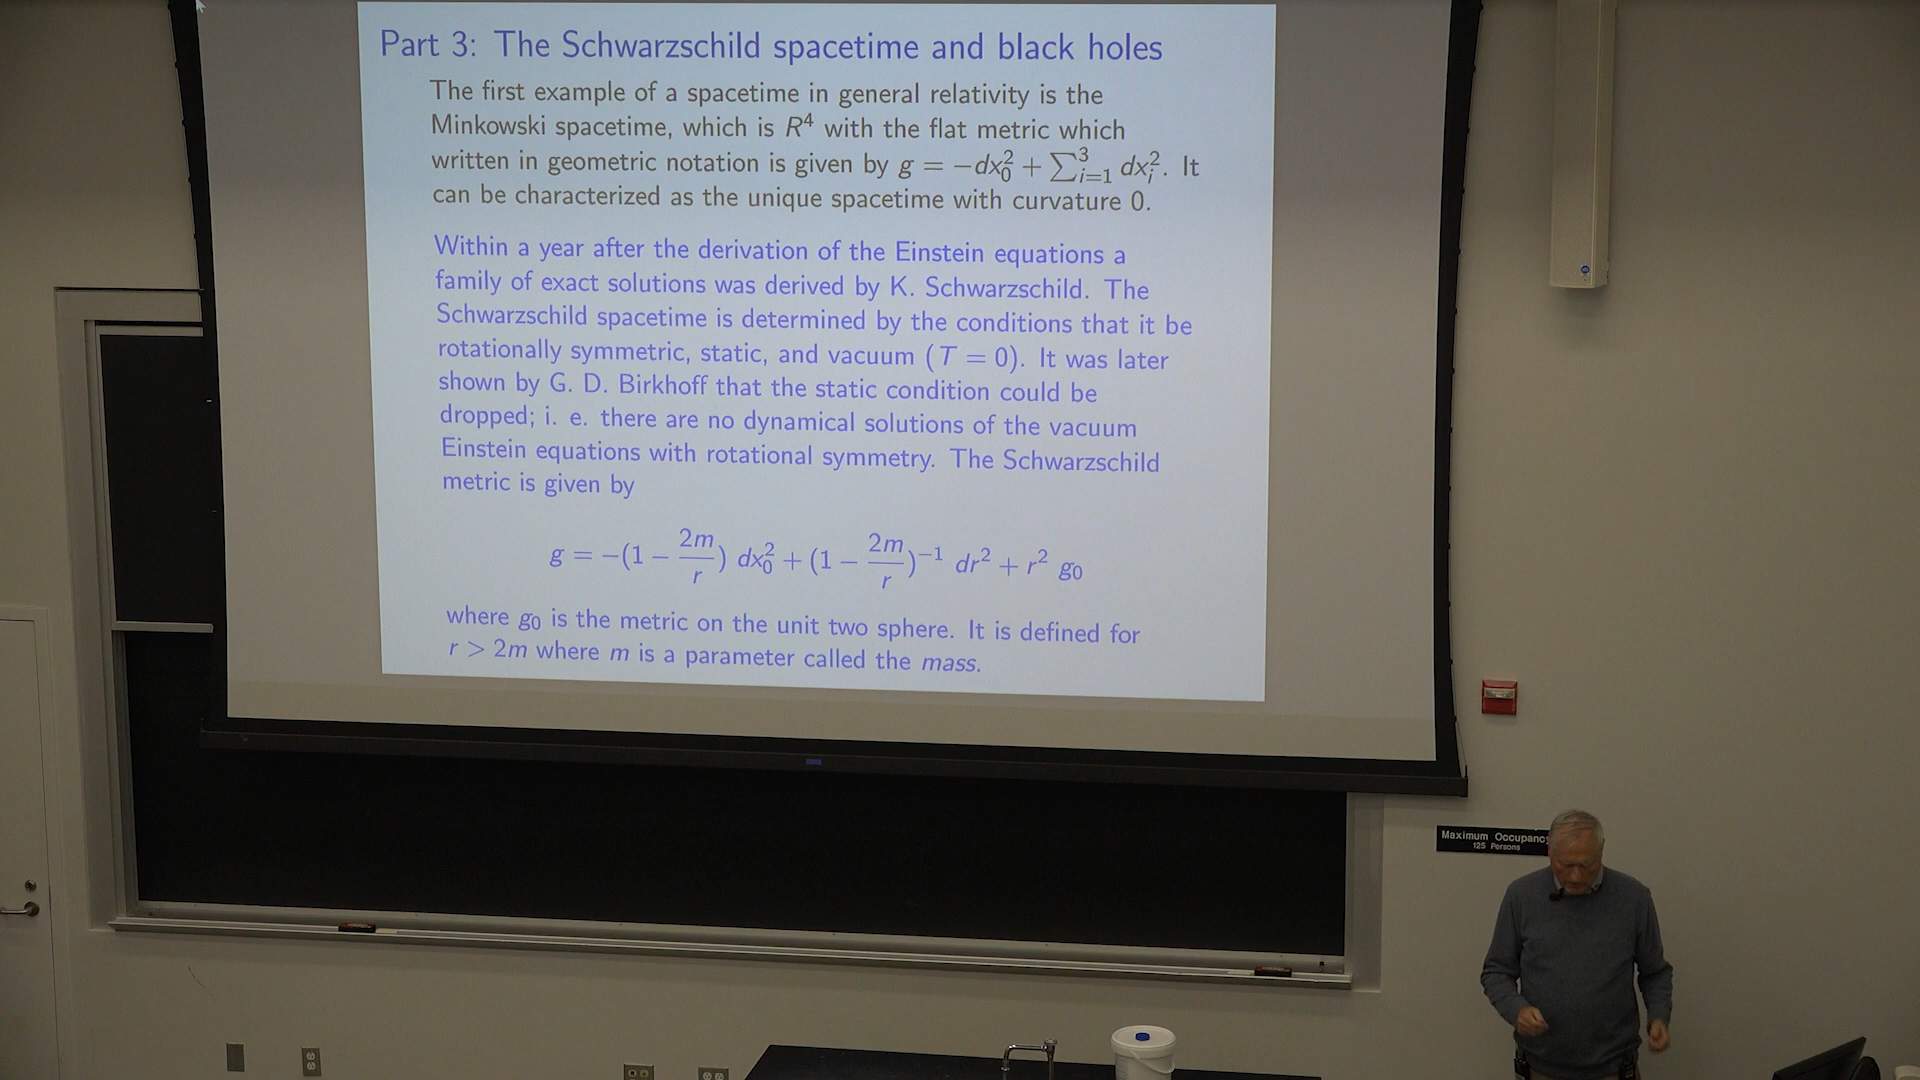 Part 3: The Schwarzschild spacetime and black holes
The first example of a spacetime in general relativity is the
Minkowski spacetime, which is R⁴ with the flat metric which
written in geometric notation is given by g = −dx₀² + ∑³ᵢ₌₁ dxᵢ². It
can be characterized as the unique spacetime with curvature 0.
Within a year after the derivation of the Einstein equations a
family of exact solutions was derived by K. Schwarzschild. The
Schwarzschild spacetime is determined by the conditions that it be
rotationally symmetric, static, and vacuum (T = 0). It was later
shown by G. D. Birkhoff that the static condition could be
dropped; i. e. there are no dynamical solutions of the vacuum
Einstein equations with rotational symmetry. The Schwarzschild
metric is given by
g = −(1 − 2m/r) dx₀² + (1 − 2m/r)⁻¹ dr² + r² g₀
where g₀ is the metric on the unit two sphere. It is defined for
r > 2m where m is a parameter called the mass.
Maximum Occupancy
125 Persons